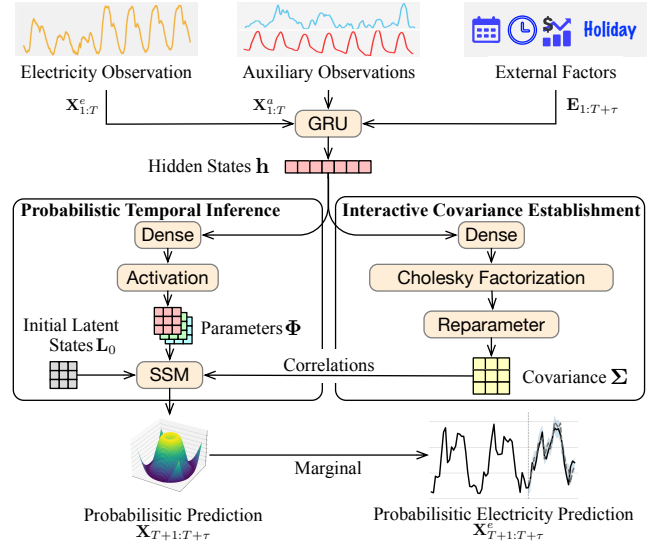 $
Holiday
Electricity Observation
Auxiliary Observations
External Factors
X^e_{1:T}
X^a_{1:T}
E_{1:T+τ}
GRU
Hidden States h
Probabilistic Temporal Inference
Interactive Covariance Establishment
Dense
Dense
Activation
Cholesky Factorization
Initial Latent
States L_0
Parameters Φ
Reparameter
SSM
Correlations
Covariance Σ
Marginal
Probabilisitic Prediction
X_{T+1:T+τ}
Probabilisitic Electricity Prediction
X^e_{T+1:T+τ}